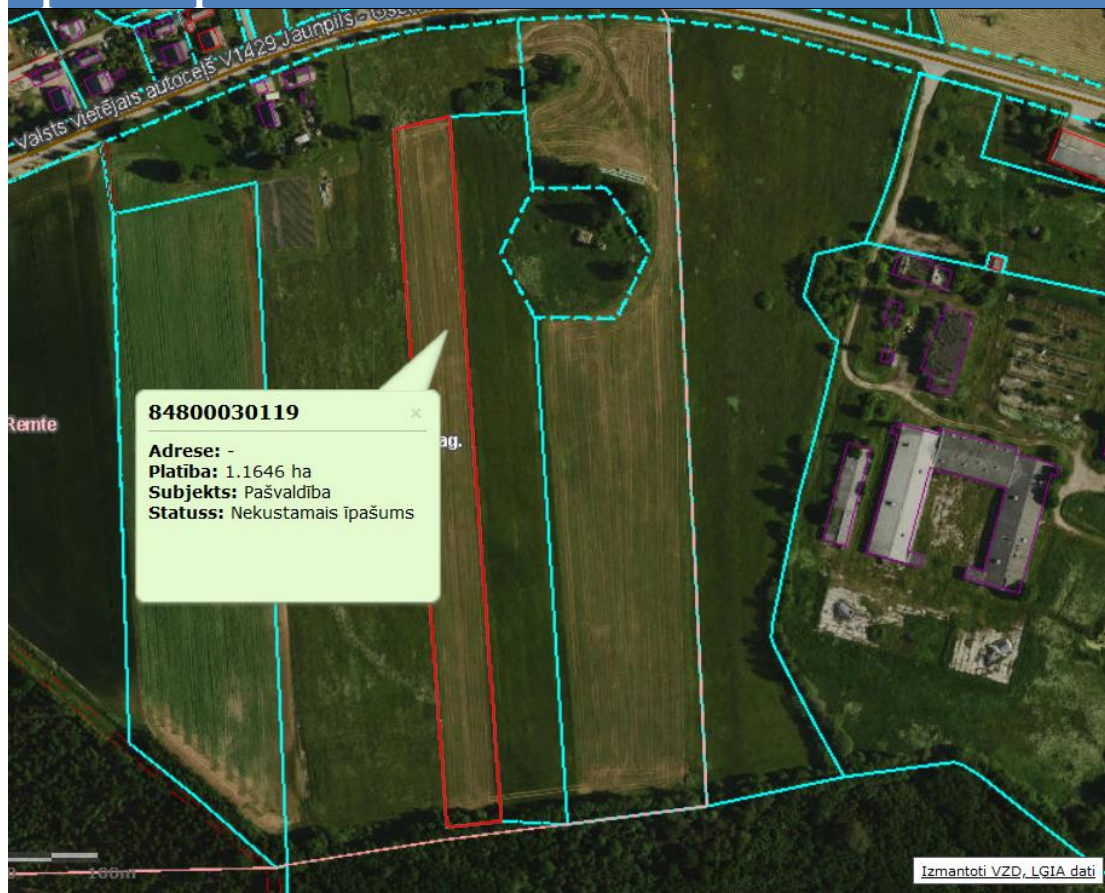 Valsts vietējais autoceļš V1429 Jaunpils -
Remte
ag.
84800030119
Adrese: -
Platība: 1.1646 ha
Subjekts: Pašvaldība
Statuss: Nekustamais īpašums
100m
Izmantoti VZD, LGIA dati